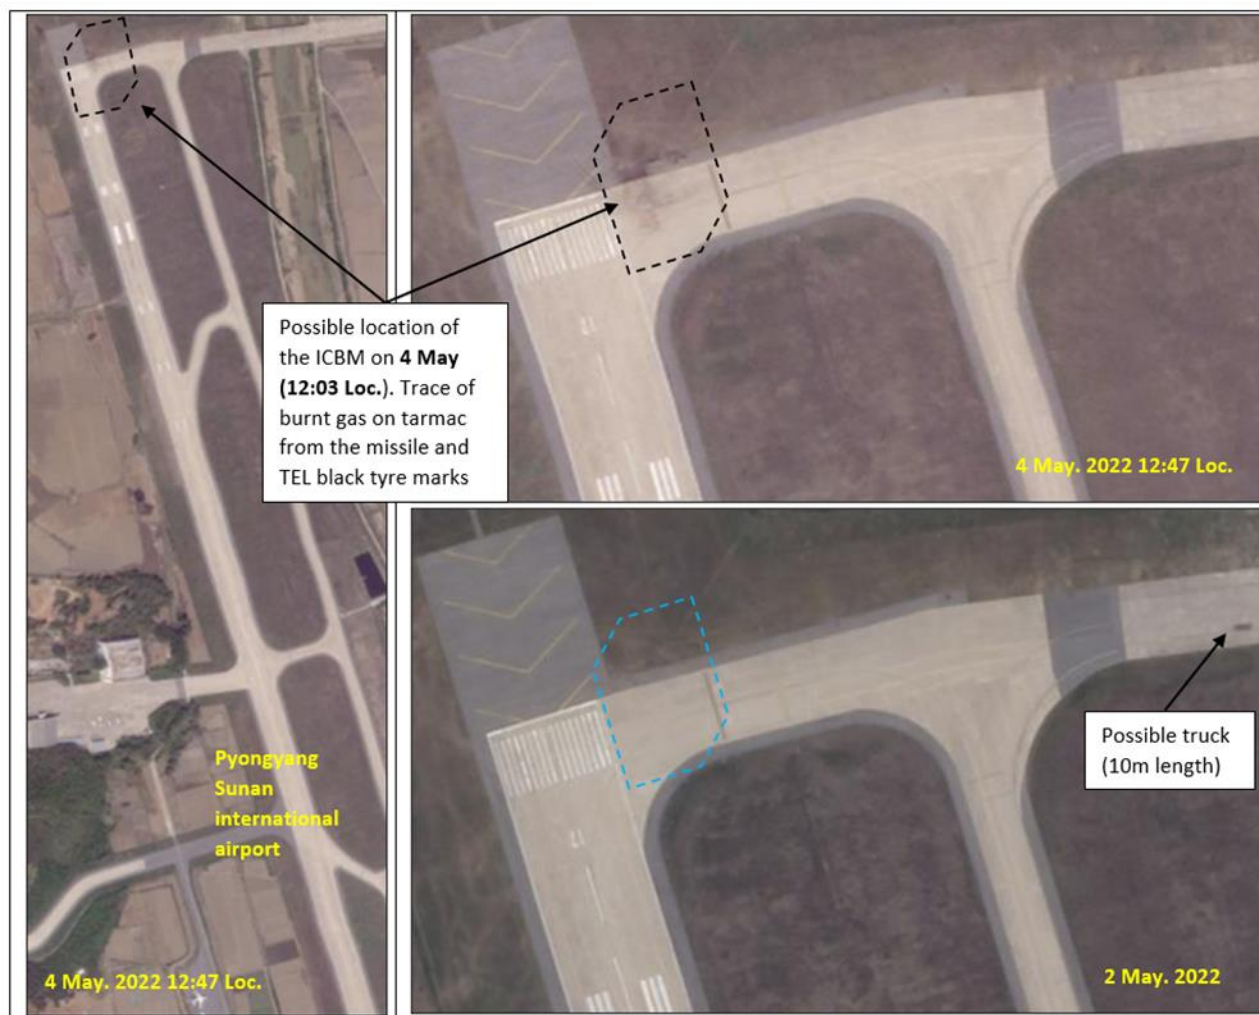 Possible location of
the ICBM on 4 May
(12:03 Loc.). Trace of
burnt gas on tarmac
from the missile and
TEL black tyre marks
Pyongyang
Sunan
international
airport
4 May. 2022 12:47 Loc.
4 May. 2022 12:47 Loc.
Possible truck
(10m length)
2 May. 2022